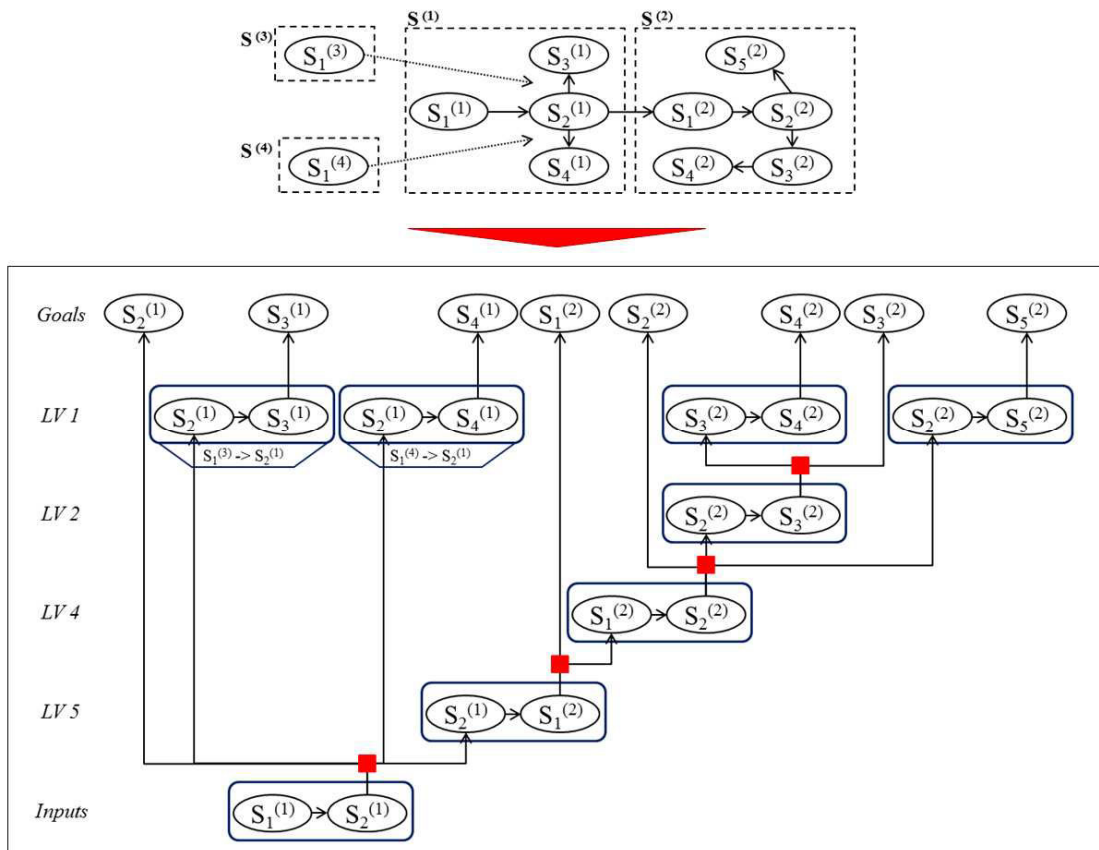 S(1) S(2)
S(3) S1(3) S3(1) S5(2)
S1(1) S2(1) S1(2) S2(2)
S(4) S1(4) S4(1) S4(2) S3(2)
Goals S2(1) S3(1) S4(1) S1(2) S2(2) S4(2) S3(2) S5(2)
LV 1 S2(1) S3(1) S2(1) S4(1) S3(2) S4(2) S2(2) S5(2)
S1(3) -> S2(1) S1(4) -> S2(1)
LV 2 S2(2) S3(2)
LV 4 S1(2) S2(2)
LV 5 S2(1) S1(2)
Inputs S1(1) S2(1)